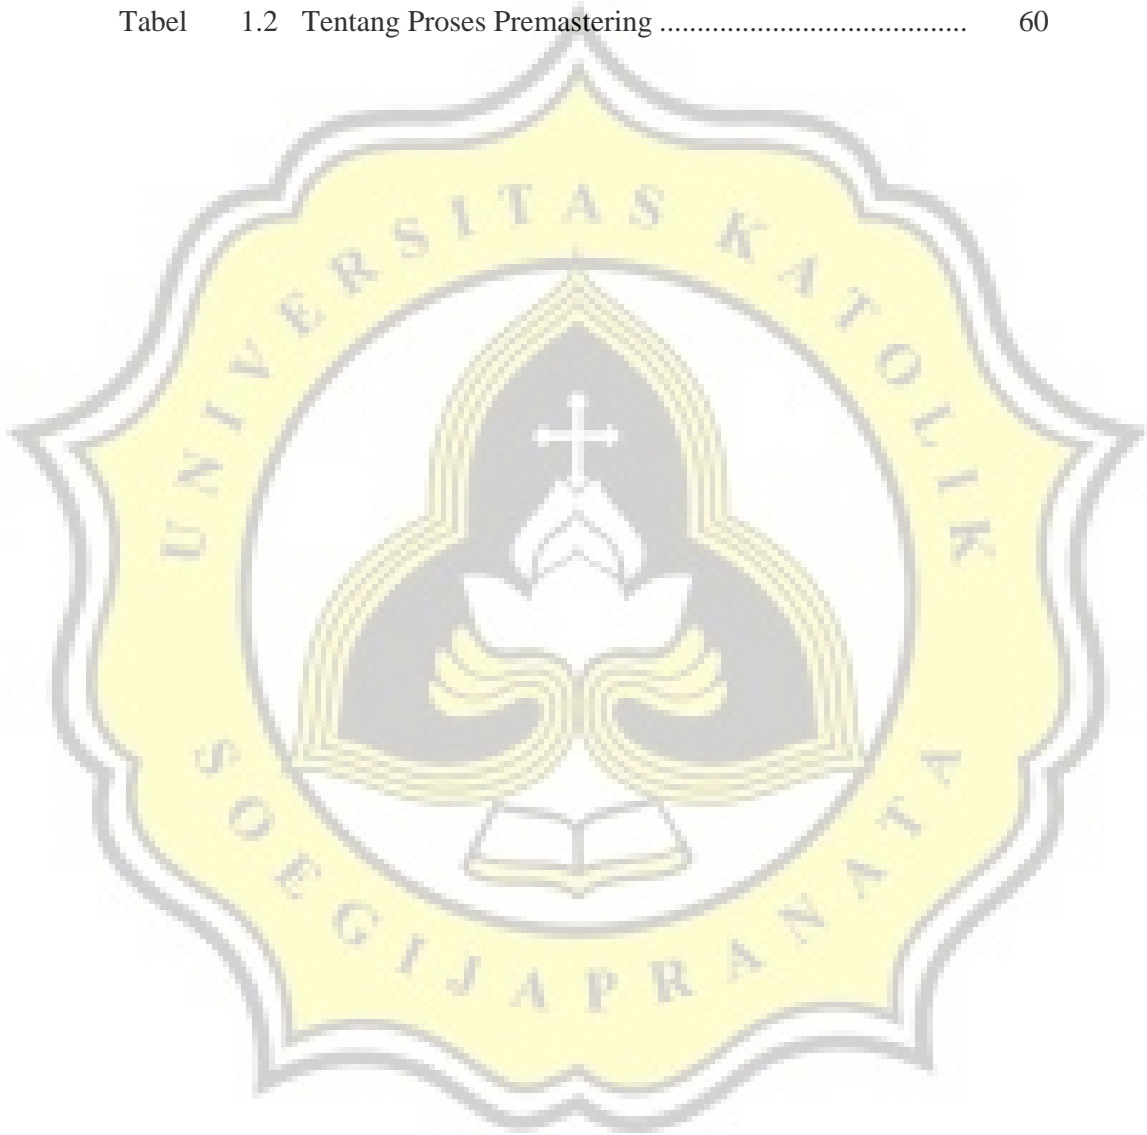 Tabel 1.2 Tentang Proses Premastering ......................................... 60
UNIVERSITAS KATOLIK
SOEGIJAPRANATA